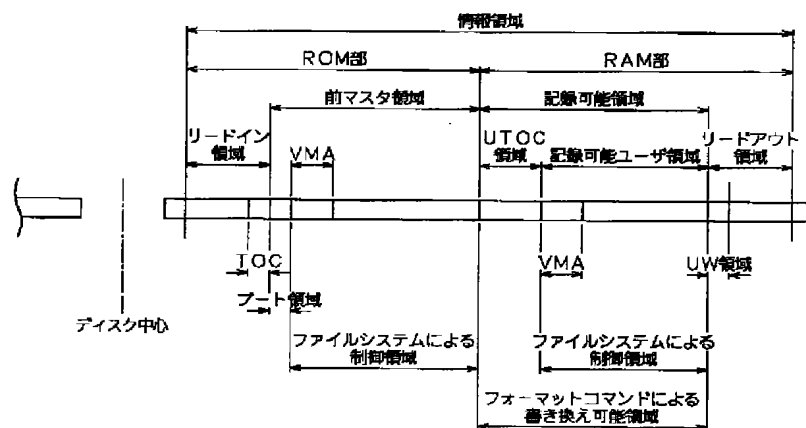 情報領域
ROM部
RAM部
前マスタ領域
記録可能領域
リードイン
領域
VMA
UTOC
領域
記録可能ユーザ領域
リードアウト
領域
TOC
ブート領域
VMA
UW領域
ディスク中心
ファイルシステムによる
制御領域
ファイルシステムによる
制御領域
フォーマットコマンドによる
書き換え可能領域